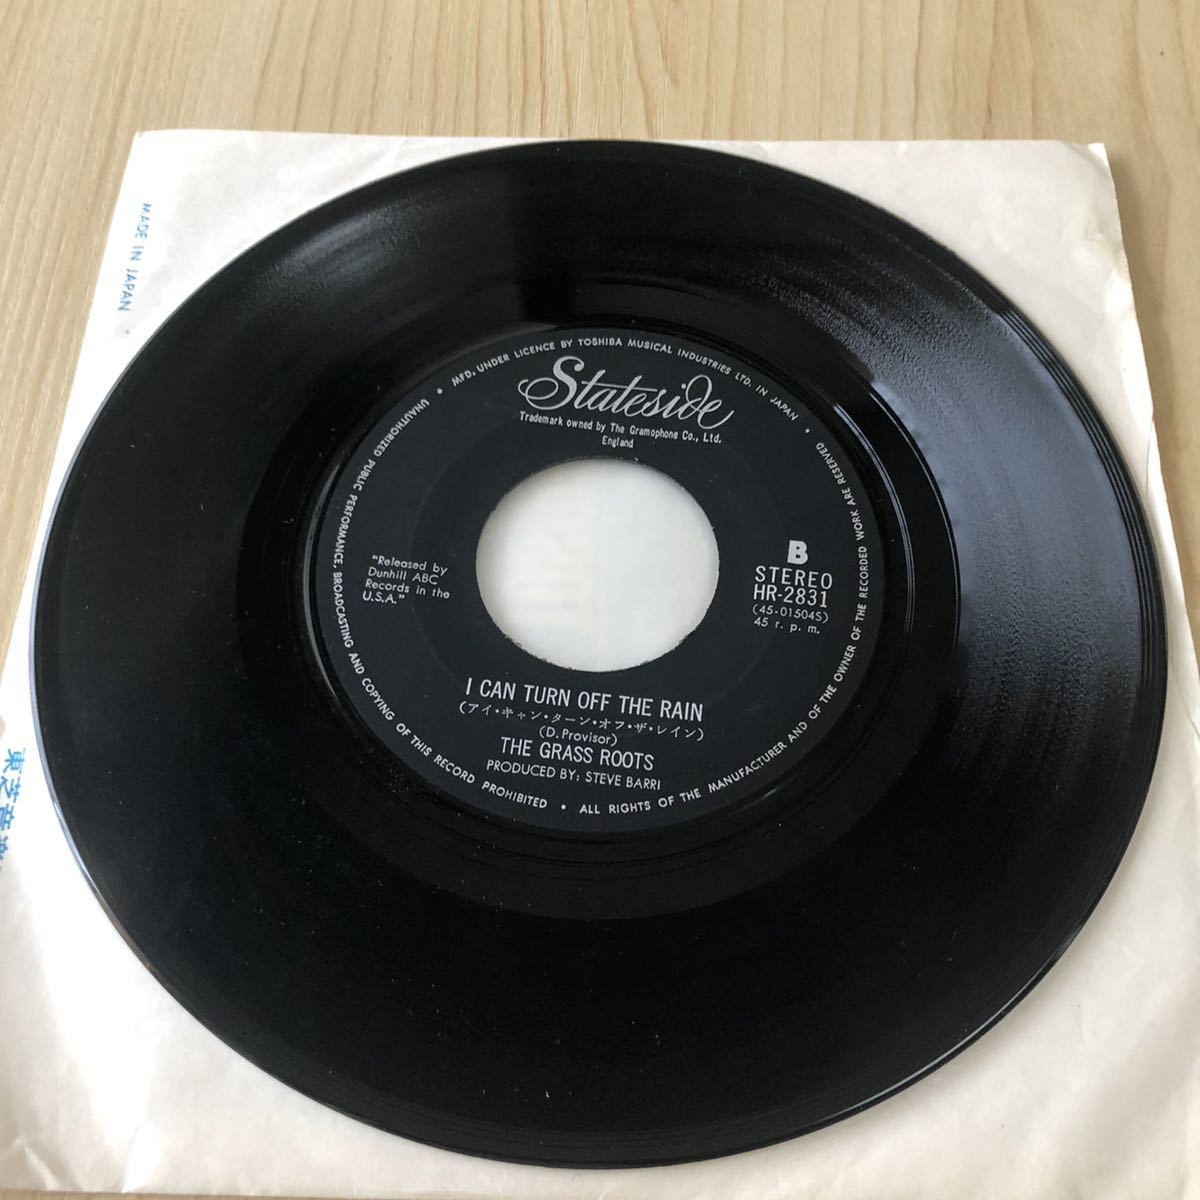 MFD. UNDER LICENCE BY TOSHIBA MUSICAL INDUSTRIES LTD. IN JAPAN •
Stateside
Trademark owned by The Gramophone Co., Ltd.
England
"Released by
Dunhill ABC
Records in the
U.S.A."
B
STEREO
HR-2831
(45-01504S)
45 r. p. m.
I CAN TURN OFF THE RAIN
(アイ・キャン・ターン・オフ・ザ・レイン)
(D. Provisor)
THE GRASS ROOTS
PRODUCED BY: STEVE BARRI
• UNAUTHORIZED PUBLIC PERFORMANCE, BROADCASTING AND COPYING OF THIS RECORD PROHIBITED •
ALL RIGHTS OF THE MANUFACTURER AND OF THE OWNER OF THE RECORDED WORK ARE RESERVED •
MADE IN JAPAN
東芝音